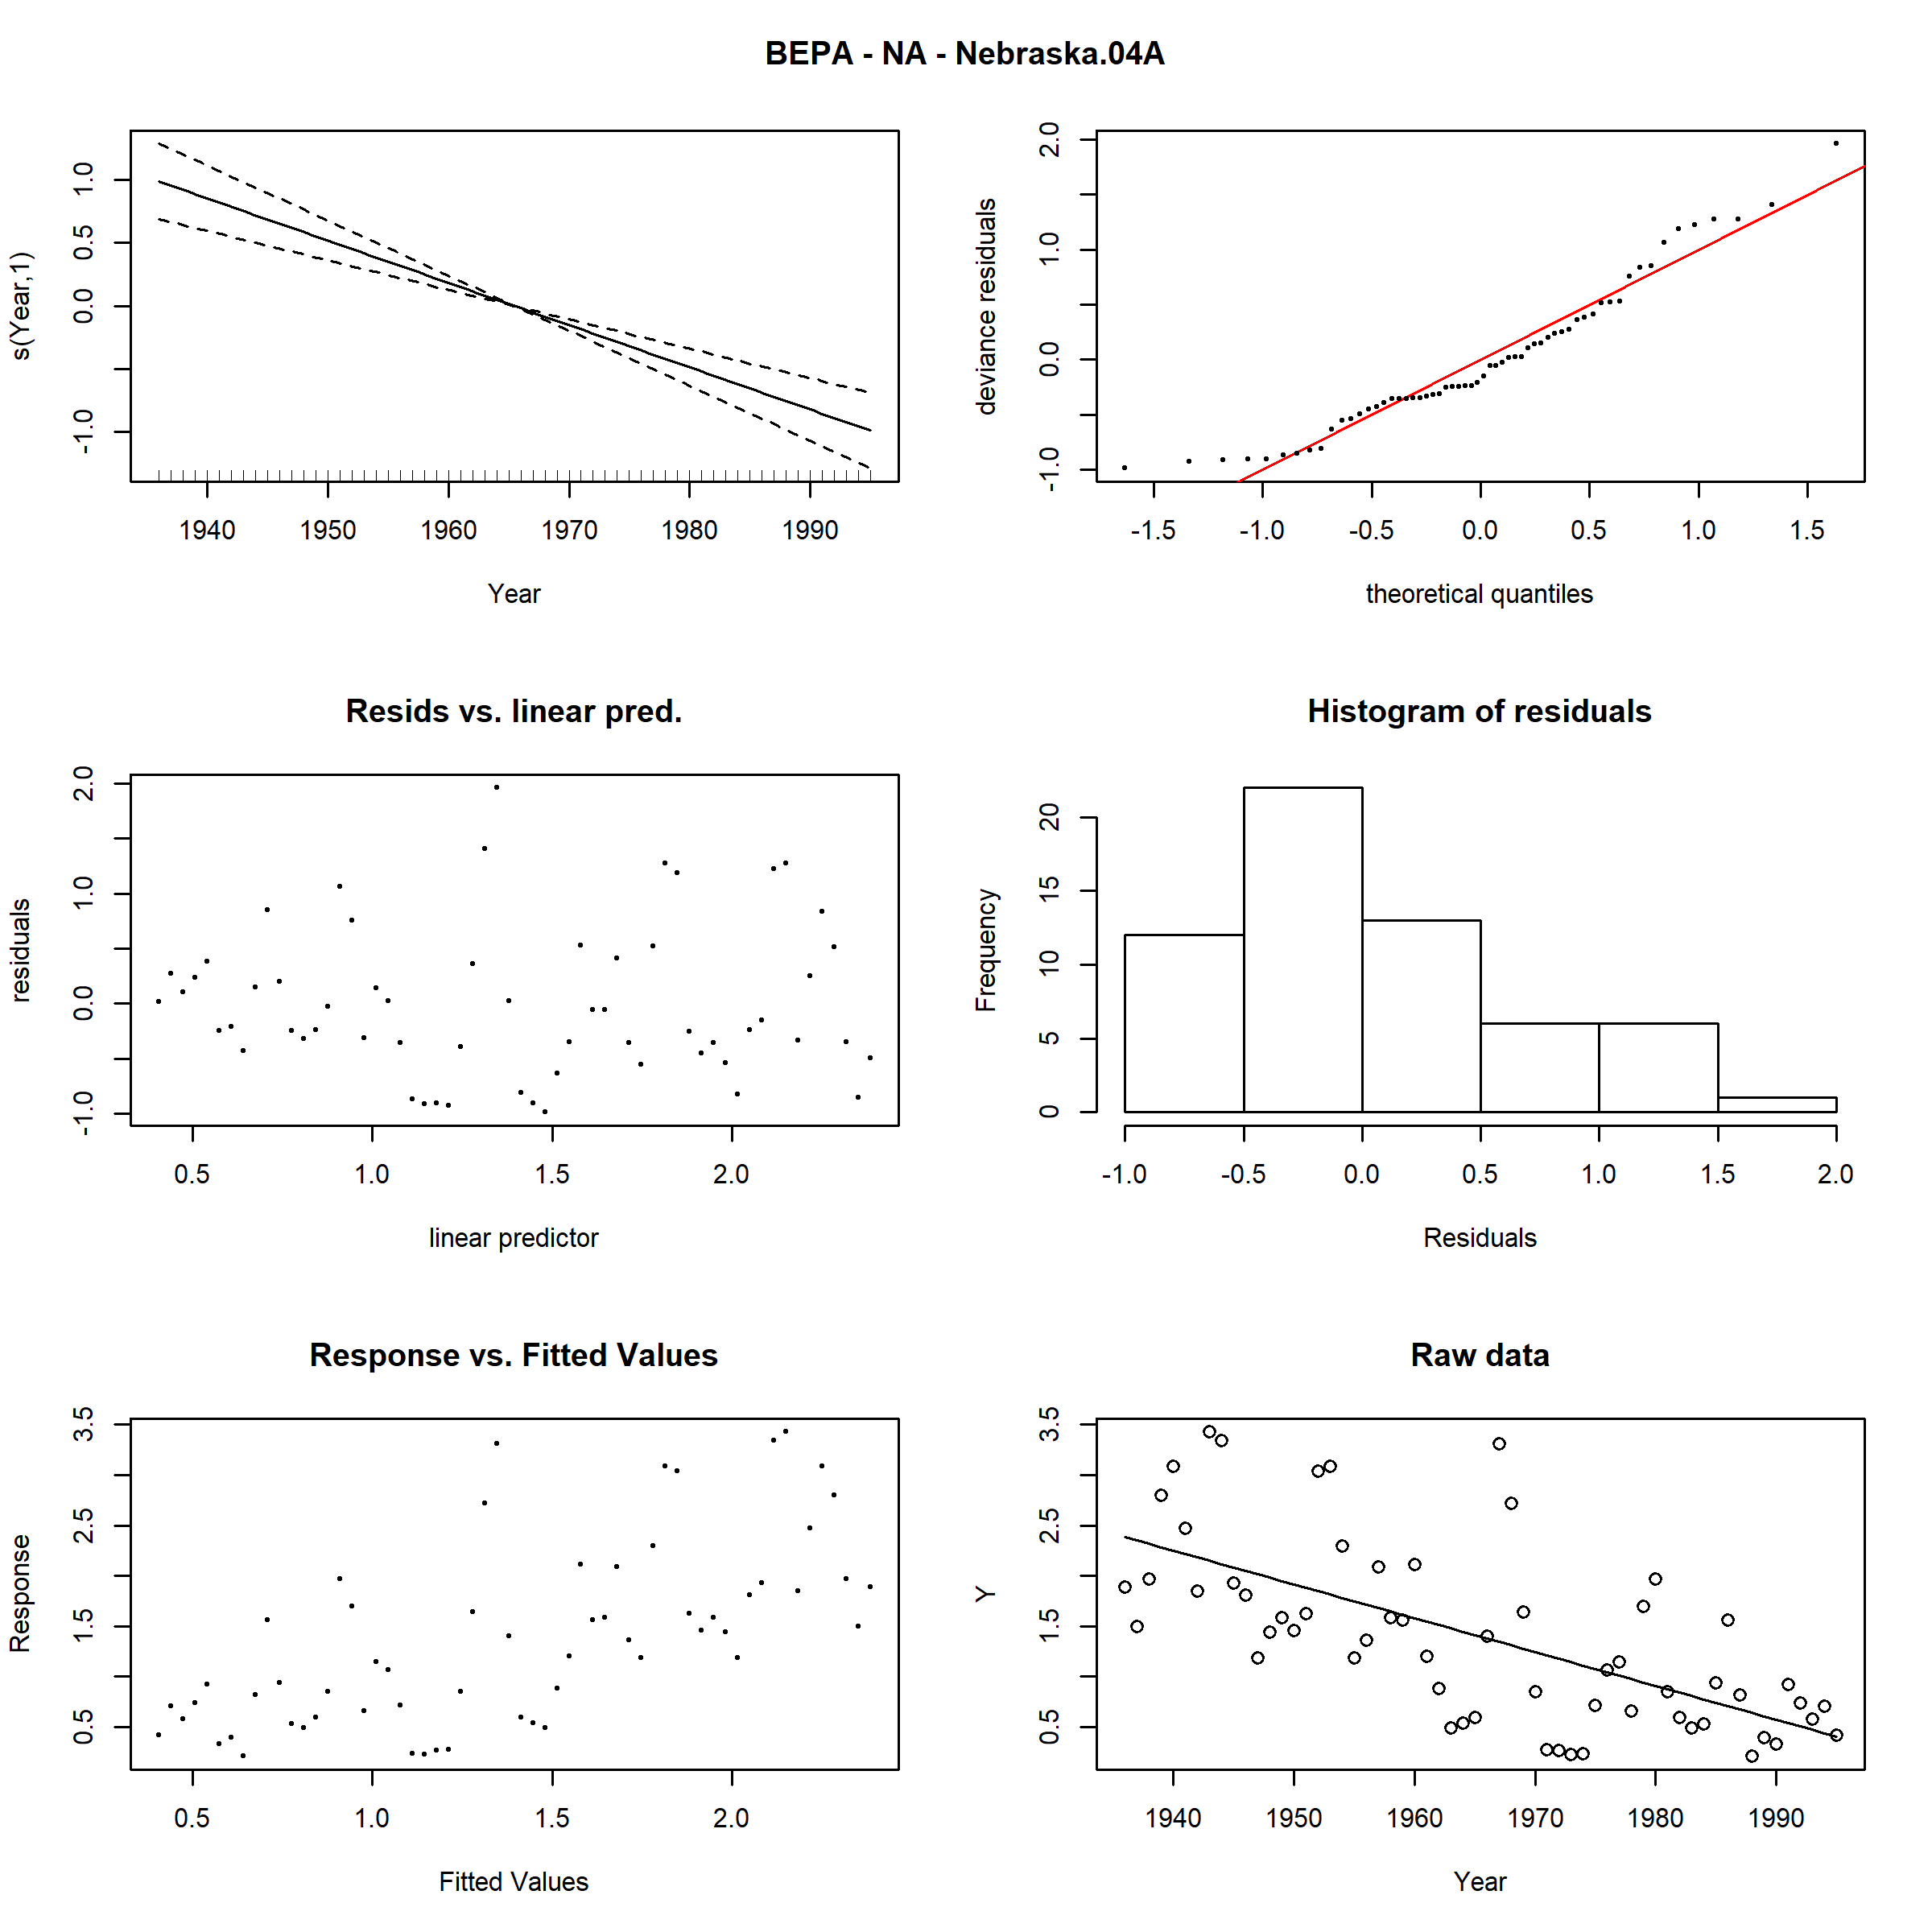 BEPA - NA - Nebraska.04A
s(Year,1)
-1.0 0.0 0.5 1.0
1940 1950 1960 1970 1980 1990
Year
deviance residuals
-1.0 0.0 1.0 2.0
-1.5 -1.0 -0.5 0.0 0.5 1.0 1.5
theoretical quantiles
Resids vs. linear pred.
residuals
-1.0 0.0 1.0 2.0
0.5 1.0 1.5 2.0
linear predictor
Histogram of residuals
Frequency
0 5 10 15 20
-1.0 -0.5 0.0 0.5 1.0 1.5 2.0
Residuals
Response vs. Fitted Values
Response
0.5 1.5 2.5 3.5
0.5 1.0 1.5 2.0
Fitted Values
Raw data
Y
0.5 1.5 2.5 3.5
1940 1950 1960 1970 1980 1990
Year